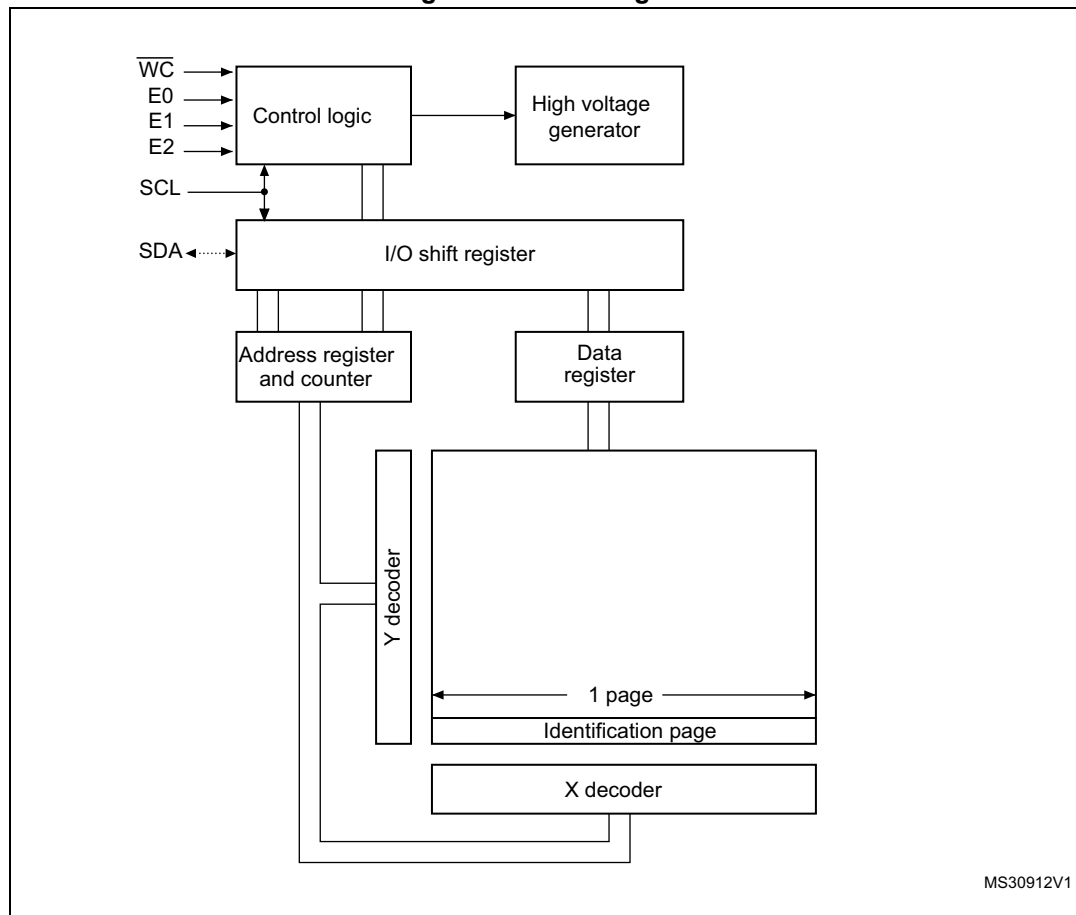 W̅C̅
E0
E1
E2
SCL
SDA
Control logic
High voltage
generator
I/O shift register
Address register
and counter
Data
register
Y decoder
1 page
Identification page
X decoder
MS30912V1